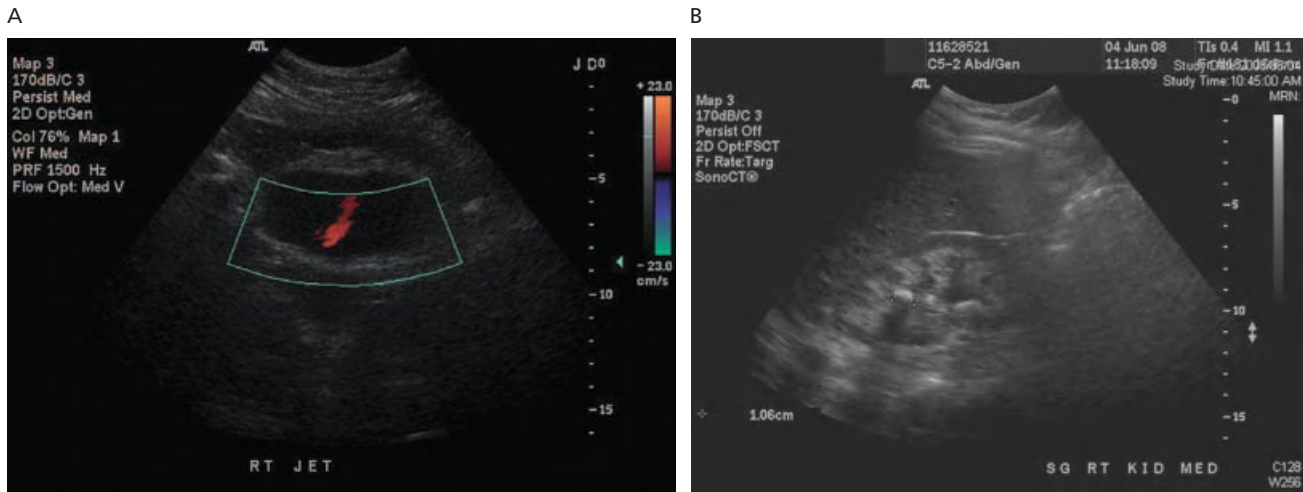 A
ATL
Map 3
170dB/C 3
Persist Med
2D Opt:Gen
Col 76% Map 1
WF Med
PRF 1500 Hz
Flow Opt: Med V
J D0
-5
-10
-15
+ 23.0
- 23.0
cm/s
RT JET
B
11628521
C5-2 Abd/Gen
04 Jun 08
11:18:09
TIs 0.4 MI 1.1
Study Time:10:45:00 AM
MRN:
ATL
Map 3
170dB/C 3
Persist Off
2D Opt:FSCT
Fr Rate:Targ
SonoCT®
-0
-5
-10
-15
1.06cm
SG RT KID MED
C128
W256